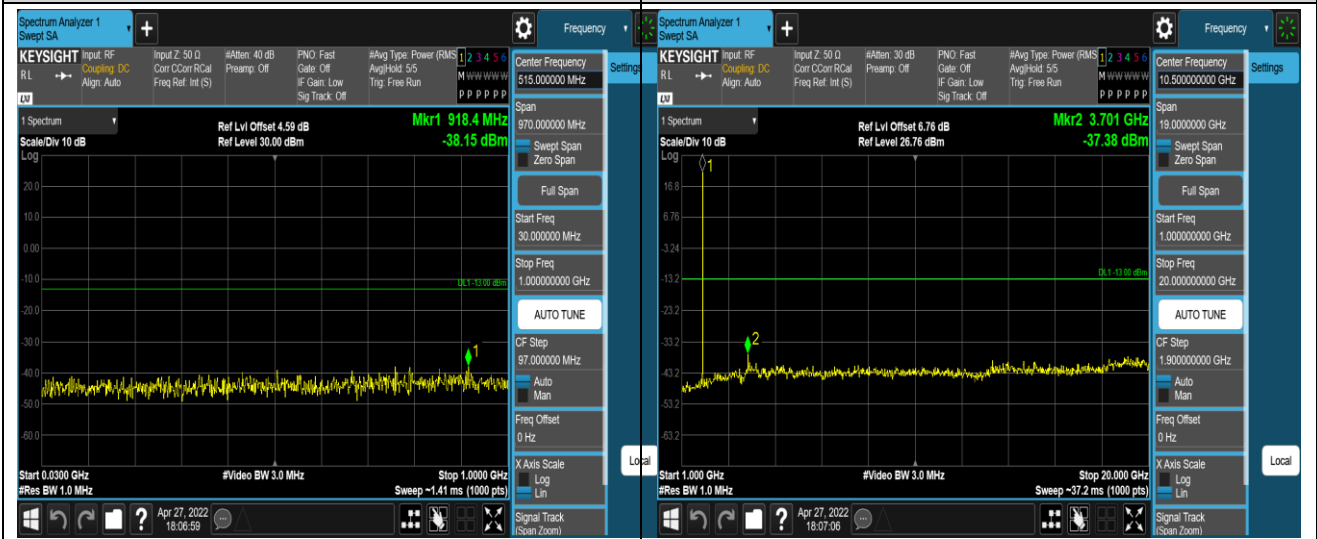 Spectrum Analyzer 1
Swept SA
+
Frequency
KEYSIGHT
RL
LXI
Input: RF
Coupling: DC
Align: Auto
Input Z: 50 Ω
Corr CCorr RCal
Freq Ref: Int (S)
#Atten: 40 dB
Preamp: Off
PNO: Fast
Gate: Off
IF Gain: Low
Sig Track: Off
#Avg Type: Power (RMS
Avg|Hold: 5/5
Trig: Free Run
1 2 3 4 5 6
M W W W W W
P P P P P P
Center Frequency
515.000000 MHz
Settings
1 Spectrum
Scale/Div 10 dB
Log
Ref Lvl Offset 4.59 dB
Ref Level 30.00 dBm
Mkr1 918.4 MHz
-38.15 dBm
20.0
10.0
0.00
-10.0
-20.0
-30.0
-40.0
-50.0
-60.0
DL1 -13.00 dBm
1
Start 0.0300 GHz
#Res BW 1.0 MHz
#Video BW 3.0 MHz
Stop 1.0000 GHz
Sweep ~1.41 ms (1000 pts)
Span
970.000000 MHz
Swept Span
Zero Span
Full Span
Start Freq
30.000000 MHz
Stop Freq
1.000000000 GHz
AUTO TUNE
CF Step
97.000000 MHz
Auto
Man
Freq Offset
0 Hz
X Axis Scale
Log
Lin
Signal Track
(Span Zoom)
Local
?
Apr 27, 2022
18:06:59
Spectrum Analyzer 1
Swept SA
+
Frequency
KEYSIGHT
RL
LXI
Input: RF
Coupling: DC
Align: Auto
Input Z: 50 Ω
Corr CCorr RCal
Freq Ref: Int (S)
#Atten: 30 dB
Preamp: Off
PNO: Fast
Gate: Off
IF Gain: Low
Sig Track: Off
#Avg Type: Power (RMS
Avg|Hold: 5/5
Trig: Free Run
1 2 3 4 5 6
M W W W W W
P P P P P P
Center Frequency
10.500000000 GHz
Settings
1 Spectrum
Scale/Div 10 dB
Log
Ref Lvl Offset 6.76 dB
Ref Level 26.76 dBm
Mkr2 3.701 GHz
-37.38 dBm
16.8
6.76
-3.24
-13.2
-23.2
-33.2
-43.2
-53.2
-63.2
DL1 -13.00 dBm
1
2
Start 1.000 GHz
#Res BW 1.0 MHz
#Video BW 3.0 MHz
Stop 20.000 GHz
Sweep ~37.2 ms (1000 pts)
Span
19.0000000 GHz
Swept Span
Zero Span
Full Span
Start Freq
1.000000000 GHz
Stop Freq
20.000000000 GHz
AUTO TUNE
CF Step
1.900000000 GHz
Auto
Man
Freq Offset
0 Hz
X Axis Scale
Log
Lin
Signal Track
(Span Zoom)
Local
?
Apr 27, 2022
18:07:06